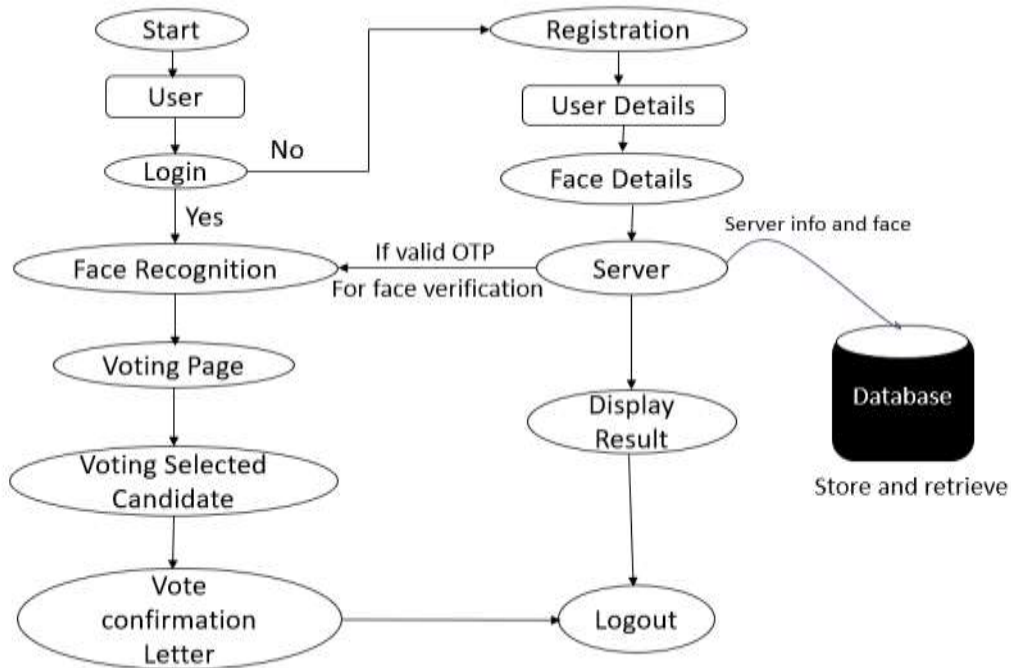 Start
User
Login
No
Yes
Registration
User Details
Face Details
Server
Server info and face
If valid OTP
For face verification
Face Recognition
Voting Page
Voting Selected
Candidate
Vote
confirmation
Letter
Display
Result
Logout
Database
Store and retrieve